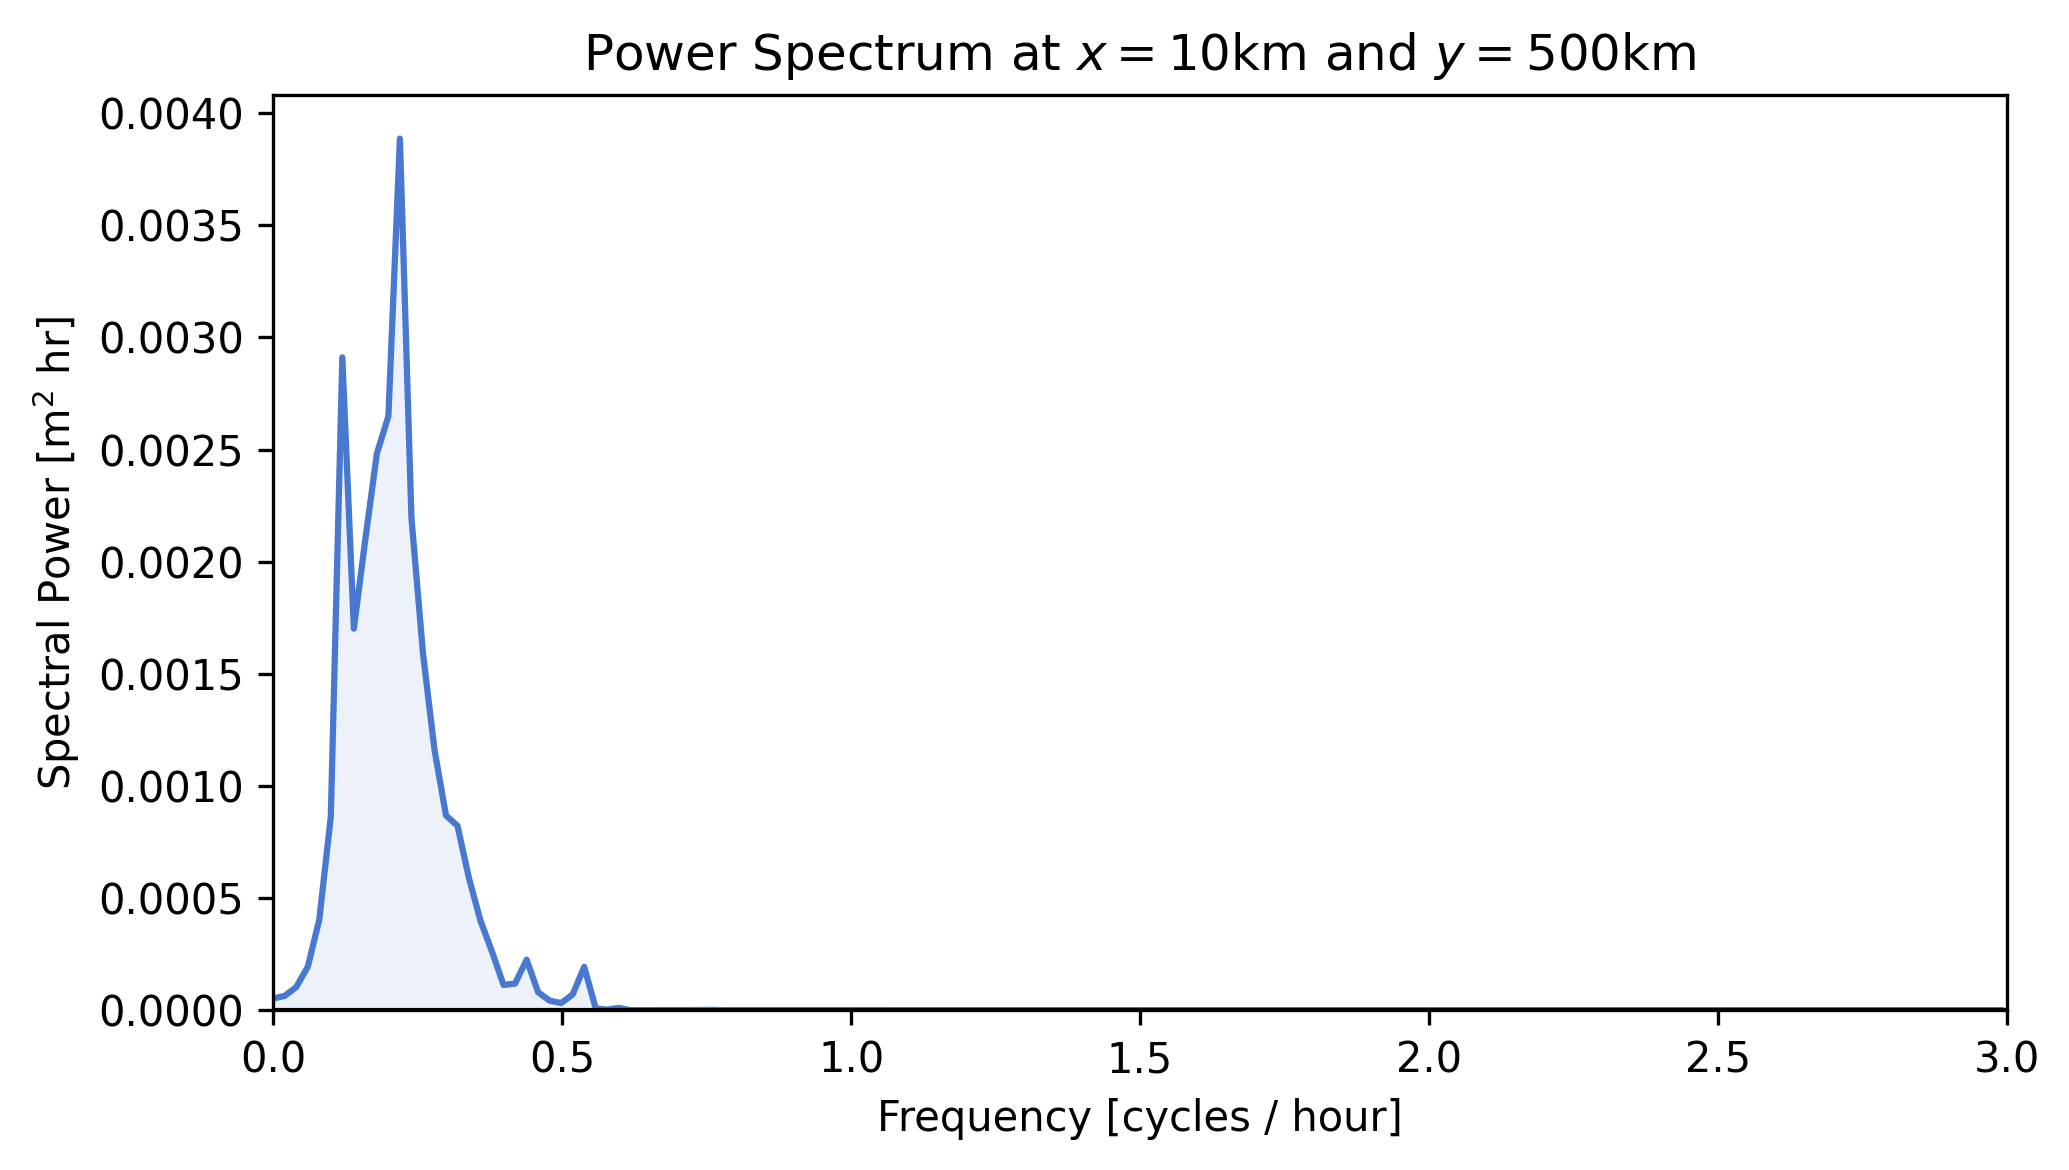 Power Spectrum at x = 10km and y = 500km
Spectral Power [m² hr]
0.0040
0.0035
0.0030
0.0025
0.0020
0.0015
0.0010
0.0005
0.0000
0.0 0.5 1.0 1.5 2.0 2.5 3.0
Frequency [cycles / hour]